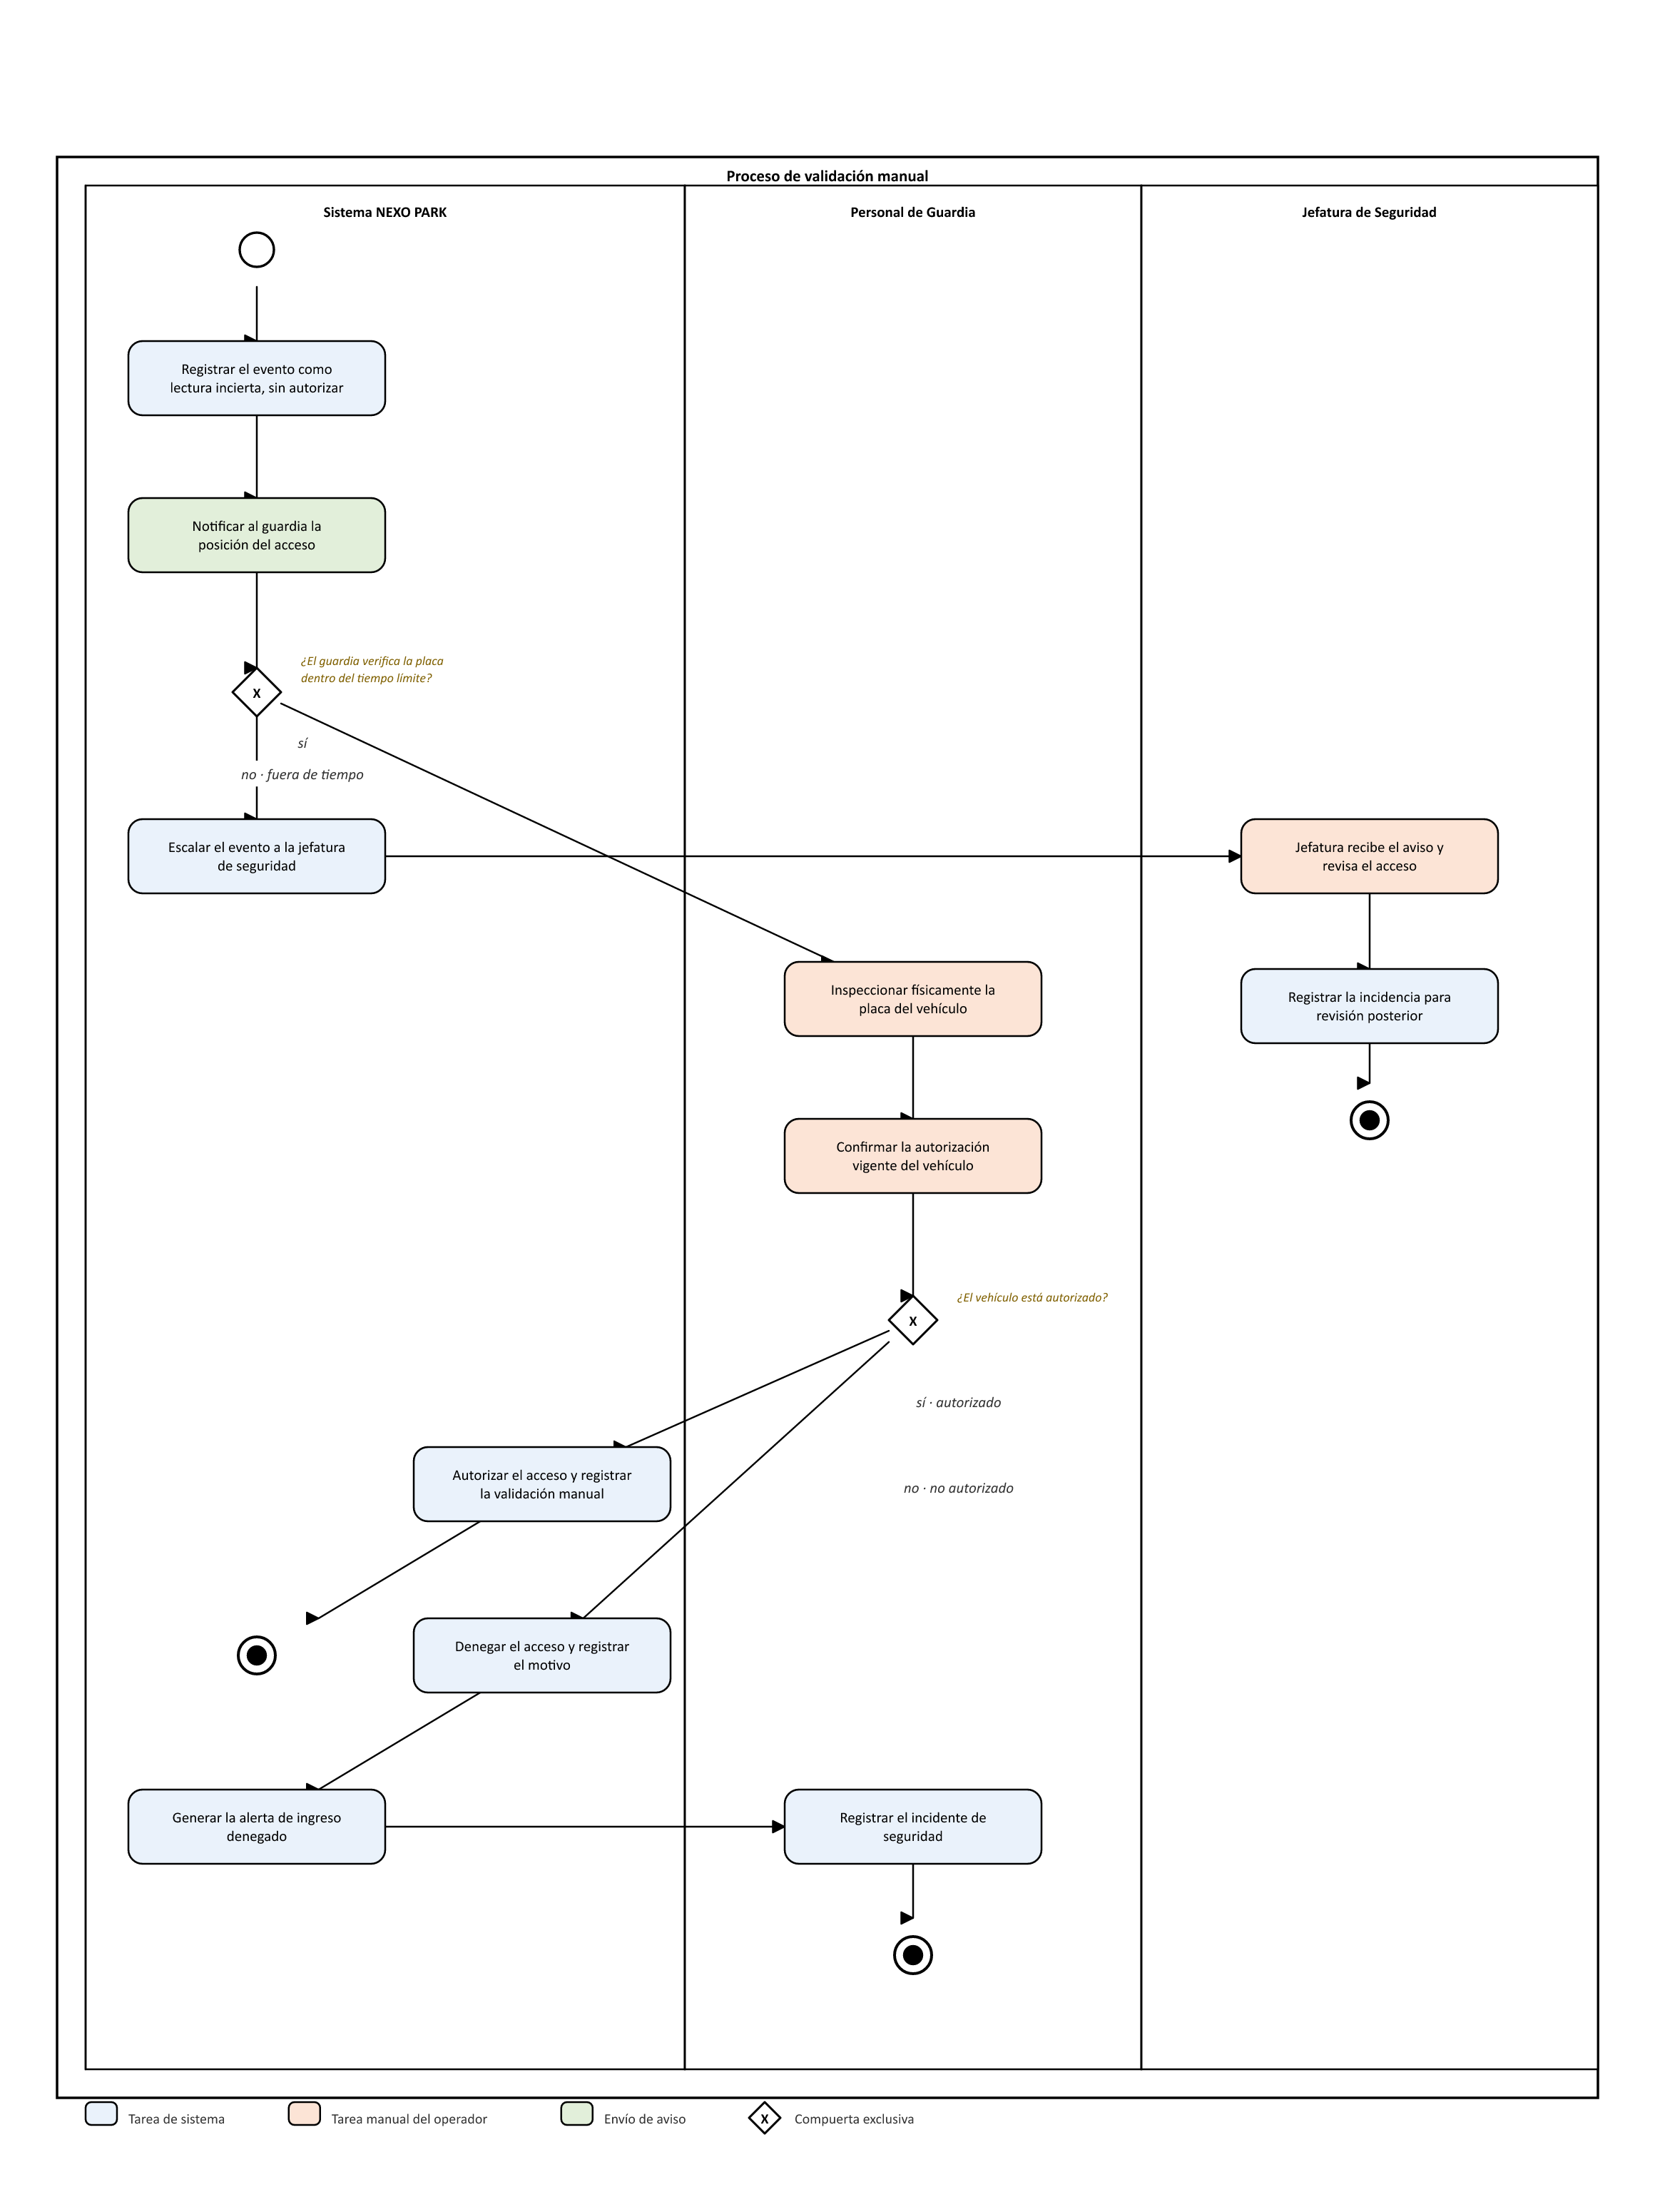 Proceso de validación manual
Sistema NEXO PARK
Personal de Guardia
Jefatura de Seguridad
Registrar el evento como
lectura incierta, sin autorizar
Notificar al guardia la
posición del acceso
¿El guardia verifica la placa
dentro del tiempo límite?
X
sí
no · fuera de tiempo
Escalar el evento a la jefatura
de seguridad
Jefatura recibe el aviso y
revisa el acceso
Inspeccionar físicamente la
placa del vehículo
Registrar la incidencia para
revisión posterior
Confirmar la autorización
vigente del vehículo
¿El vehículo está autorizado?
X
sí · autorizado
no · no autorizado
Autorizar el acceso y registrar
la validación manual
Denegar el acceso y registrar
el motivo
Generar la alerta de ingreso
denegado
Registrar el incidente de
seguridad
Tarea de sistema
Tarea manual del operador
Envío de aviso
X
Compuerta exclusiva